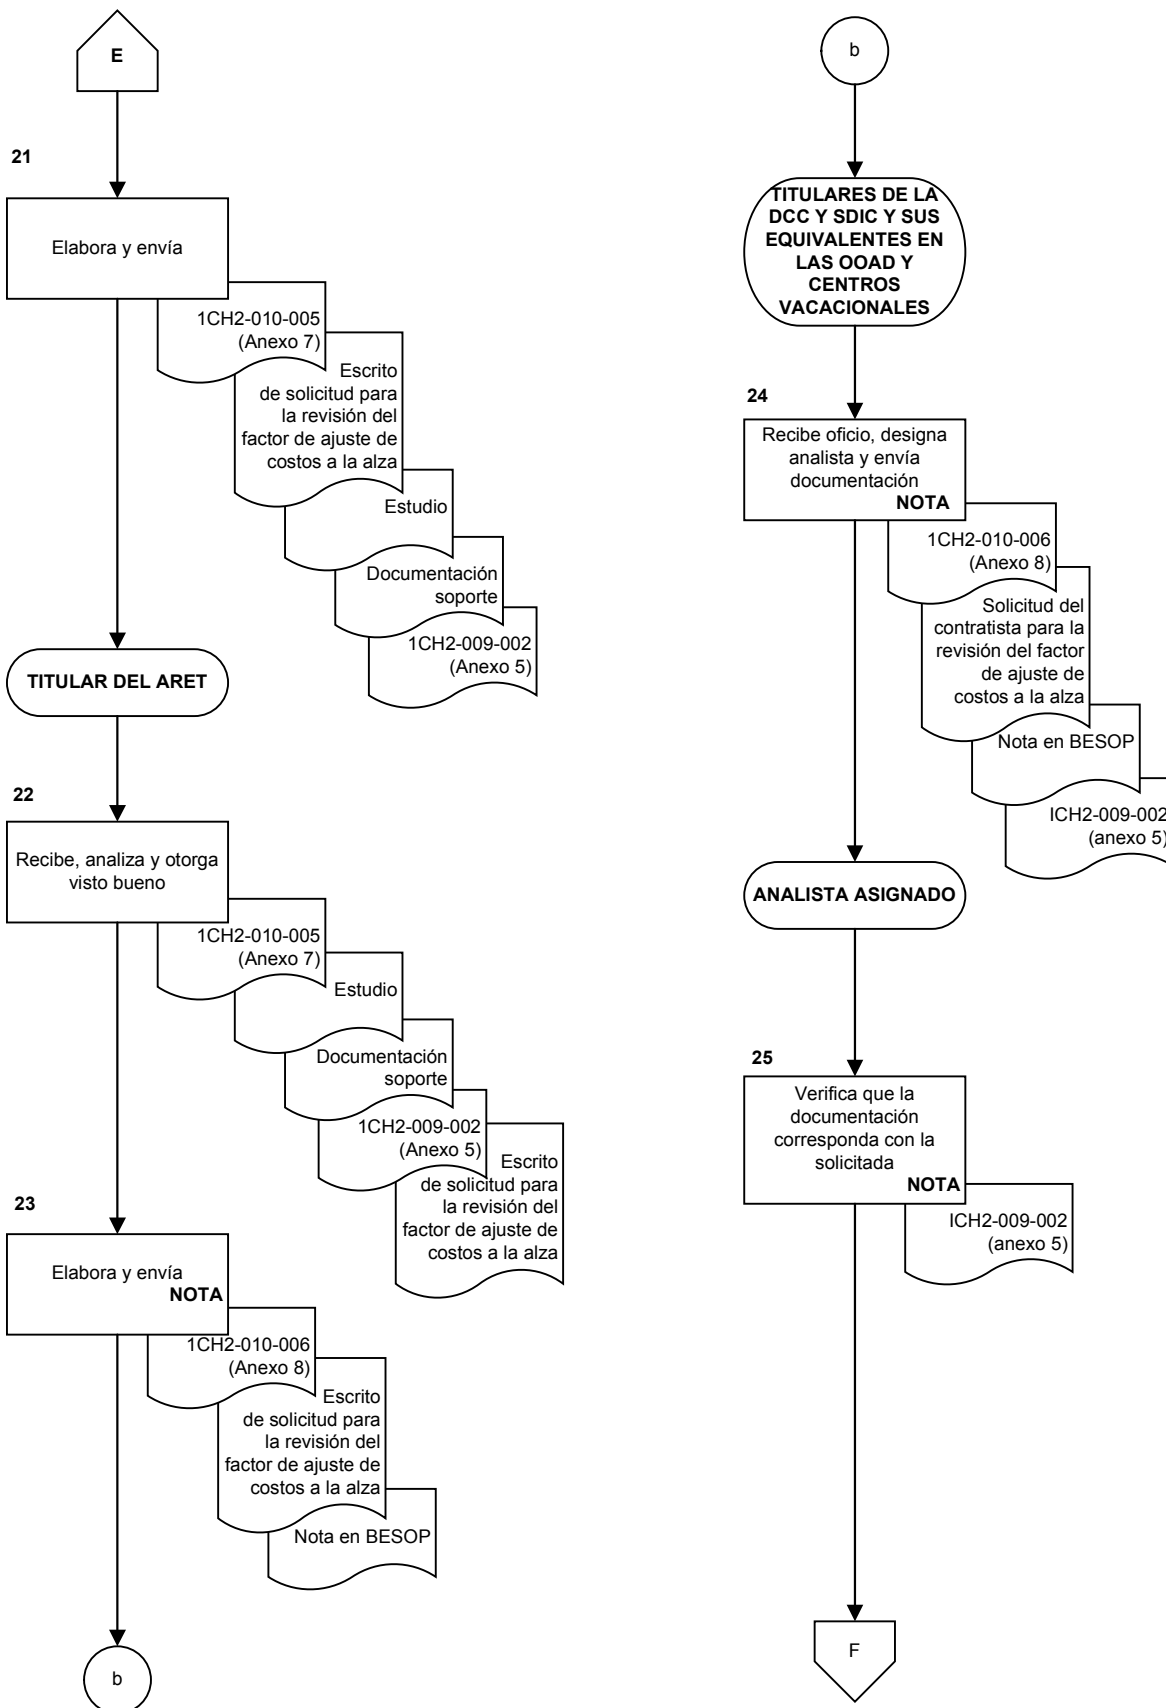 E
21
Elabora y envía
1CH2-010-005
(Anexo 7)
Escrito
de solicitud para
la revisión del
factor de ajuste de
costos a la alza
Estudio
Documentación
soporte
1CH2-009-002
(Anexo 5)
TITULAR DEL ARET
22
Recibe, analiza y otorga
visto bueno
1CH2-010-005
(Anexo 7)
Estudio
Documentación
soporte
1CH2-009-002
(Anexo 5)
Escrito
de solicitud para
la revisión del
factor de ajuste de
costos a la alza
23
Elabora y envía
NOTA
1CH2-010-006
(Anexo 8)
Escrito
de solicitud para
la revisión del
factor de ajuste de
costos a la alza
Nota en BESOP
b
b
TITULARES DE LA
DCC Y SDIC Y SUS
EQUIVALENTES EN
LAS OOAD Y
CENTROS
VACACIONALES
24
Recibe oficio, designa
analista y envía
documentación
NOTA
1CH2-010-006
(Anexo 8)
Solicitud del
contratista para la
revisión del factor
de ajuste de
costos a la alza
Nota en BESOP
ICH2-009-002
(anexo 5)
ANALISTA ASIGNADO
25
Verifica que la
documentación
corresponda con la
solicitada
NOTA
ICH2-009-002
(anexo 5)
F